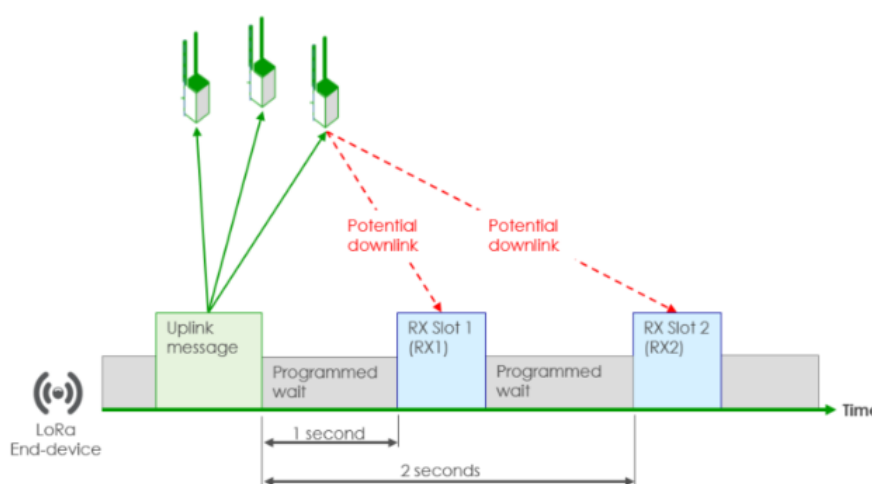 Potential
downlink
Potential
downlink
Uplink
message
RX Slot 1
(RX1)
RX Slot 2
(RX2)
Programmed
wait
Programmed
wait
LoRa
End-device
Time
1 second
2 seconds